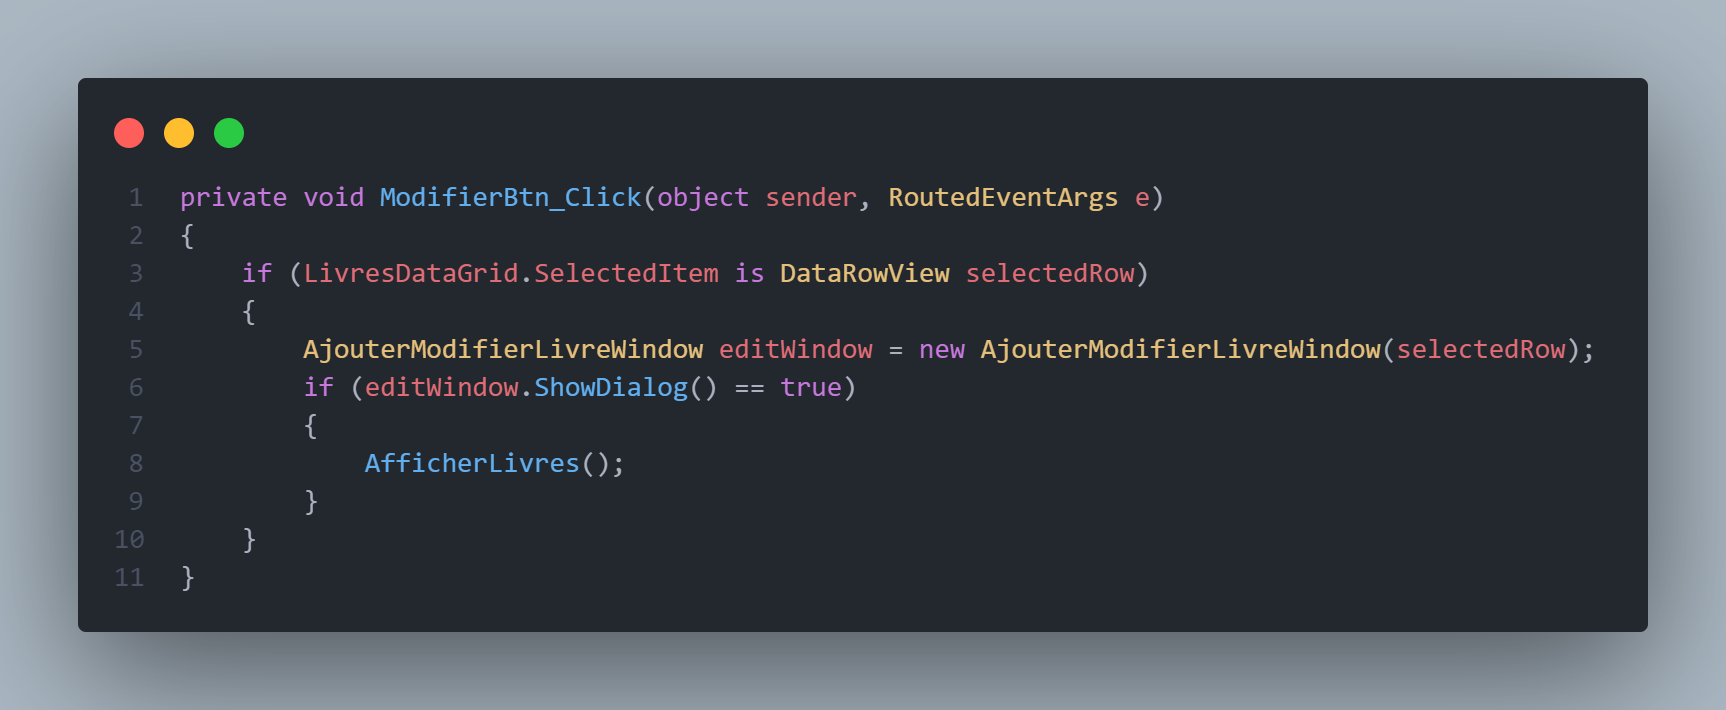 1 private void ModifierBtn_Click(object sender, RoutedEventArgs e)
2 {
3     if (LivresDataGrid.SelectedItem is DataRowView selectedRow)
4     {
5         AjouterModifierLivreWindow editWindow = new AjouterModifierLivreWindow(selectedRow);
6         if (editWindow.ShowDialog() == true)
7         {
8             AfficherLivres();
9         }
10     }
11 }